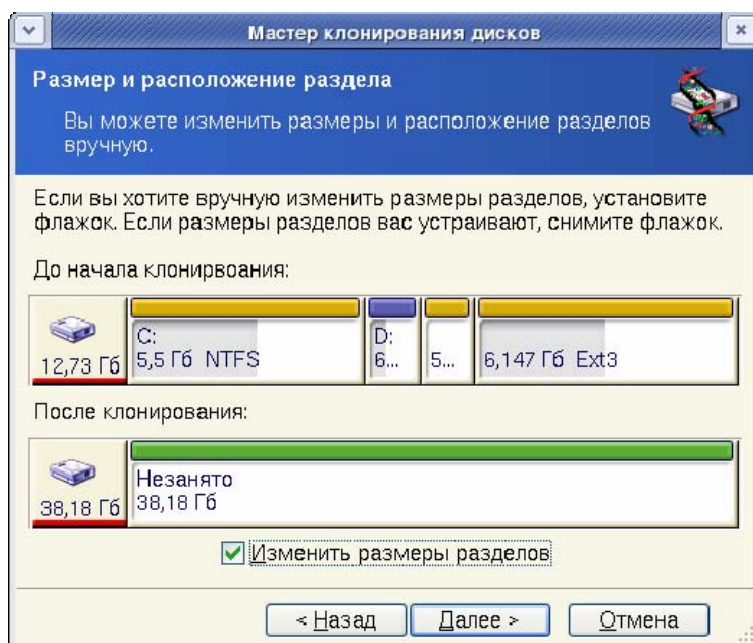 Мастер клонирования дисков
Размер и расположение раздела
Вы можете изменить размеры и расположение разделов
вручную.
Если вы хотите вручную изменить размеры разделов, установите
флажок. Если размеры разделов вас устраивают, снимите флажок.
До начала клонирвоания:
12,73 Гб
C:
5,5 Гб NTFS
D:
6...
5...
6,147 Гб Ext3
После клонирования:
38,18 Гб
Незанято
38,18 Гб
Изменить размеры разделов
< Назад
Далее >
Отмена